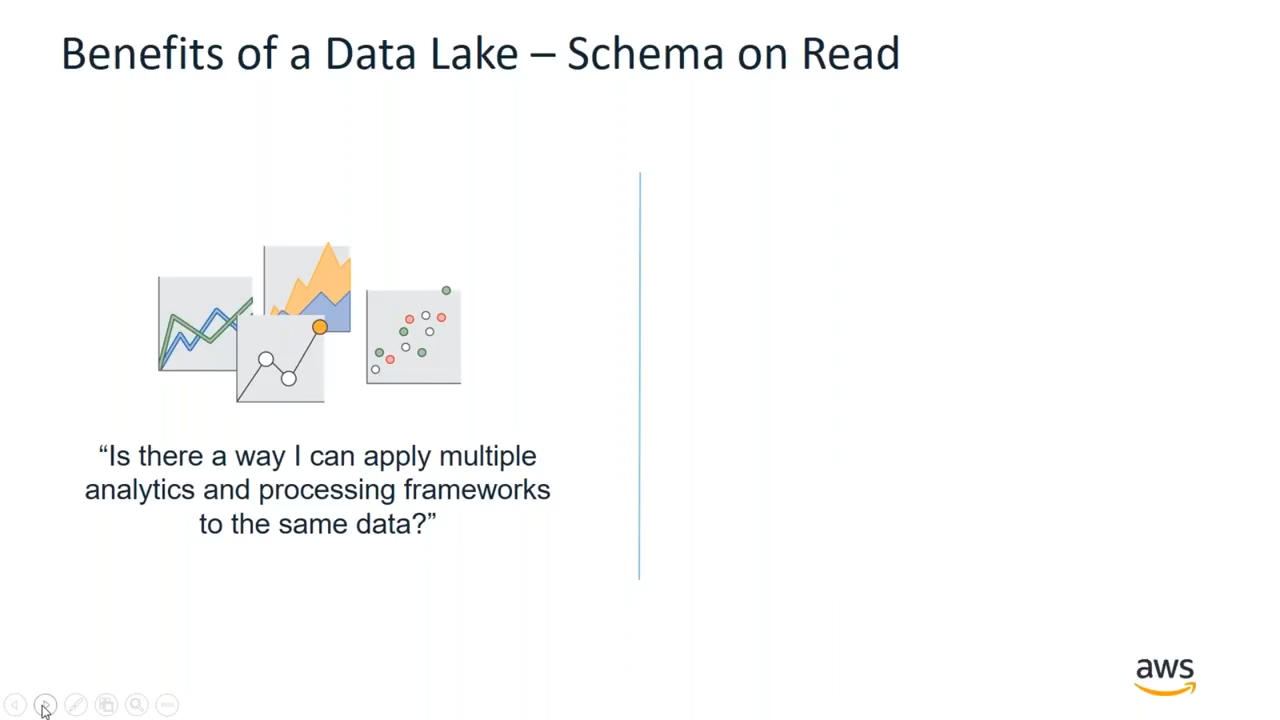 Benefits of a Data Lake – Schema on Read
“Is there a way I can apply multiple
analytics and processing frameworks
to the same data?”
aws